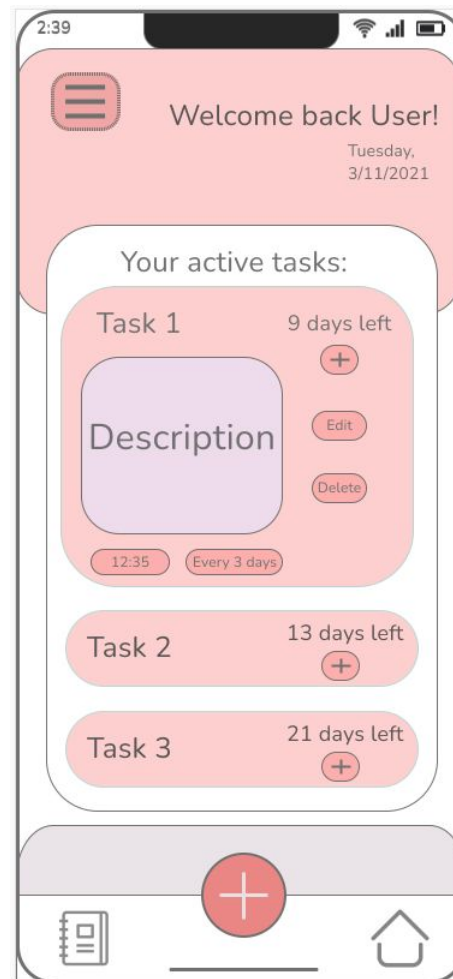 2:39
Welcome back User!
Tuesday,
3/11/2021
Your active tasks:
Task 1
9 days left
Description
Edit
Delete
12:35
Every 3 days
Task 2
13 days left
Task 3
21 days left